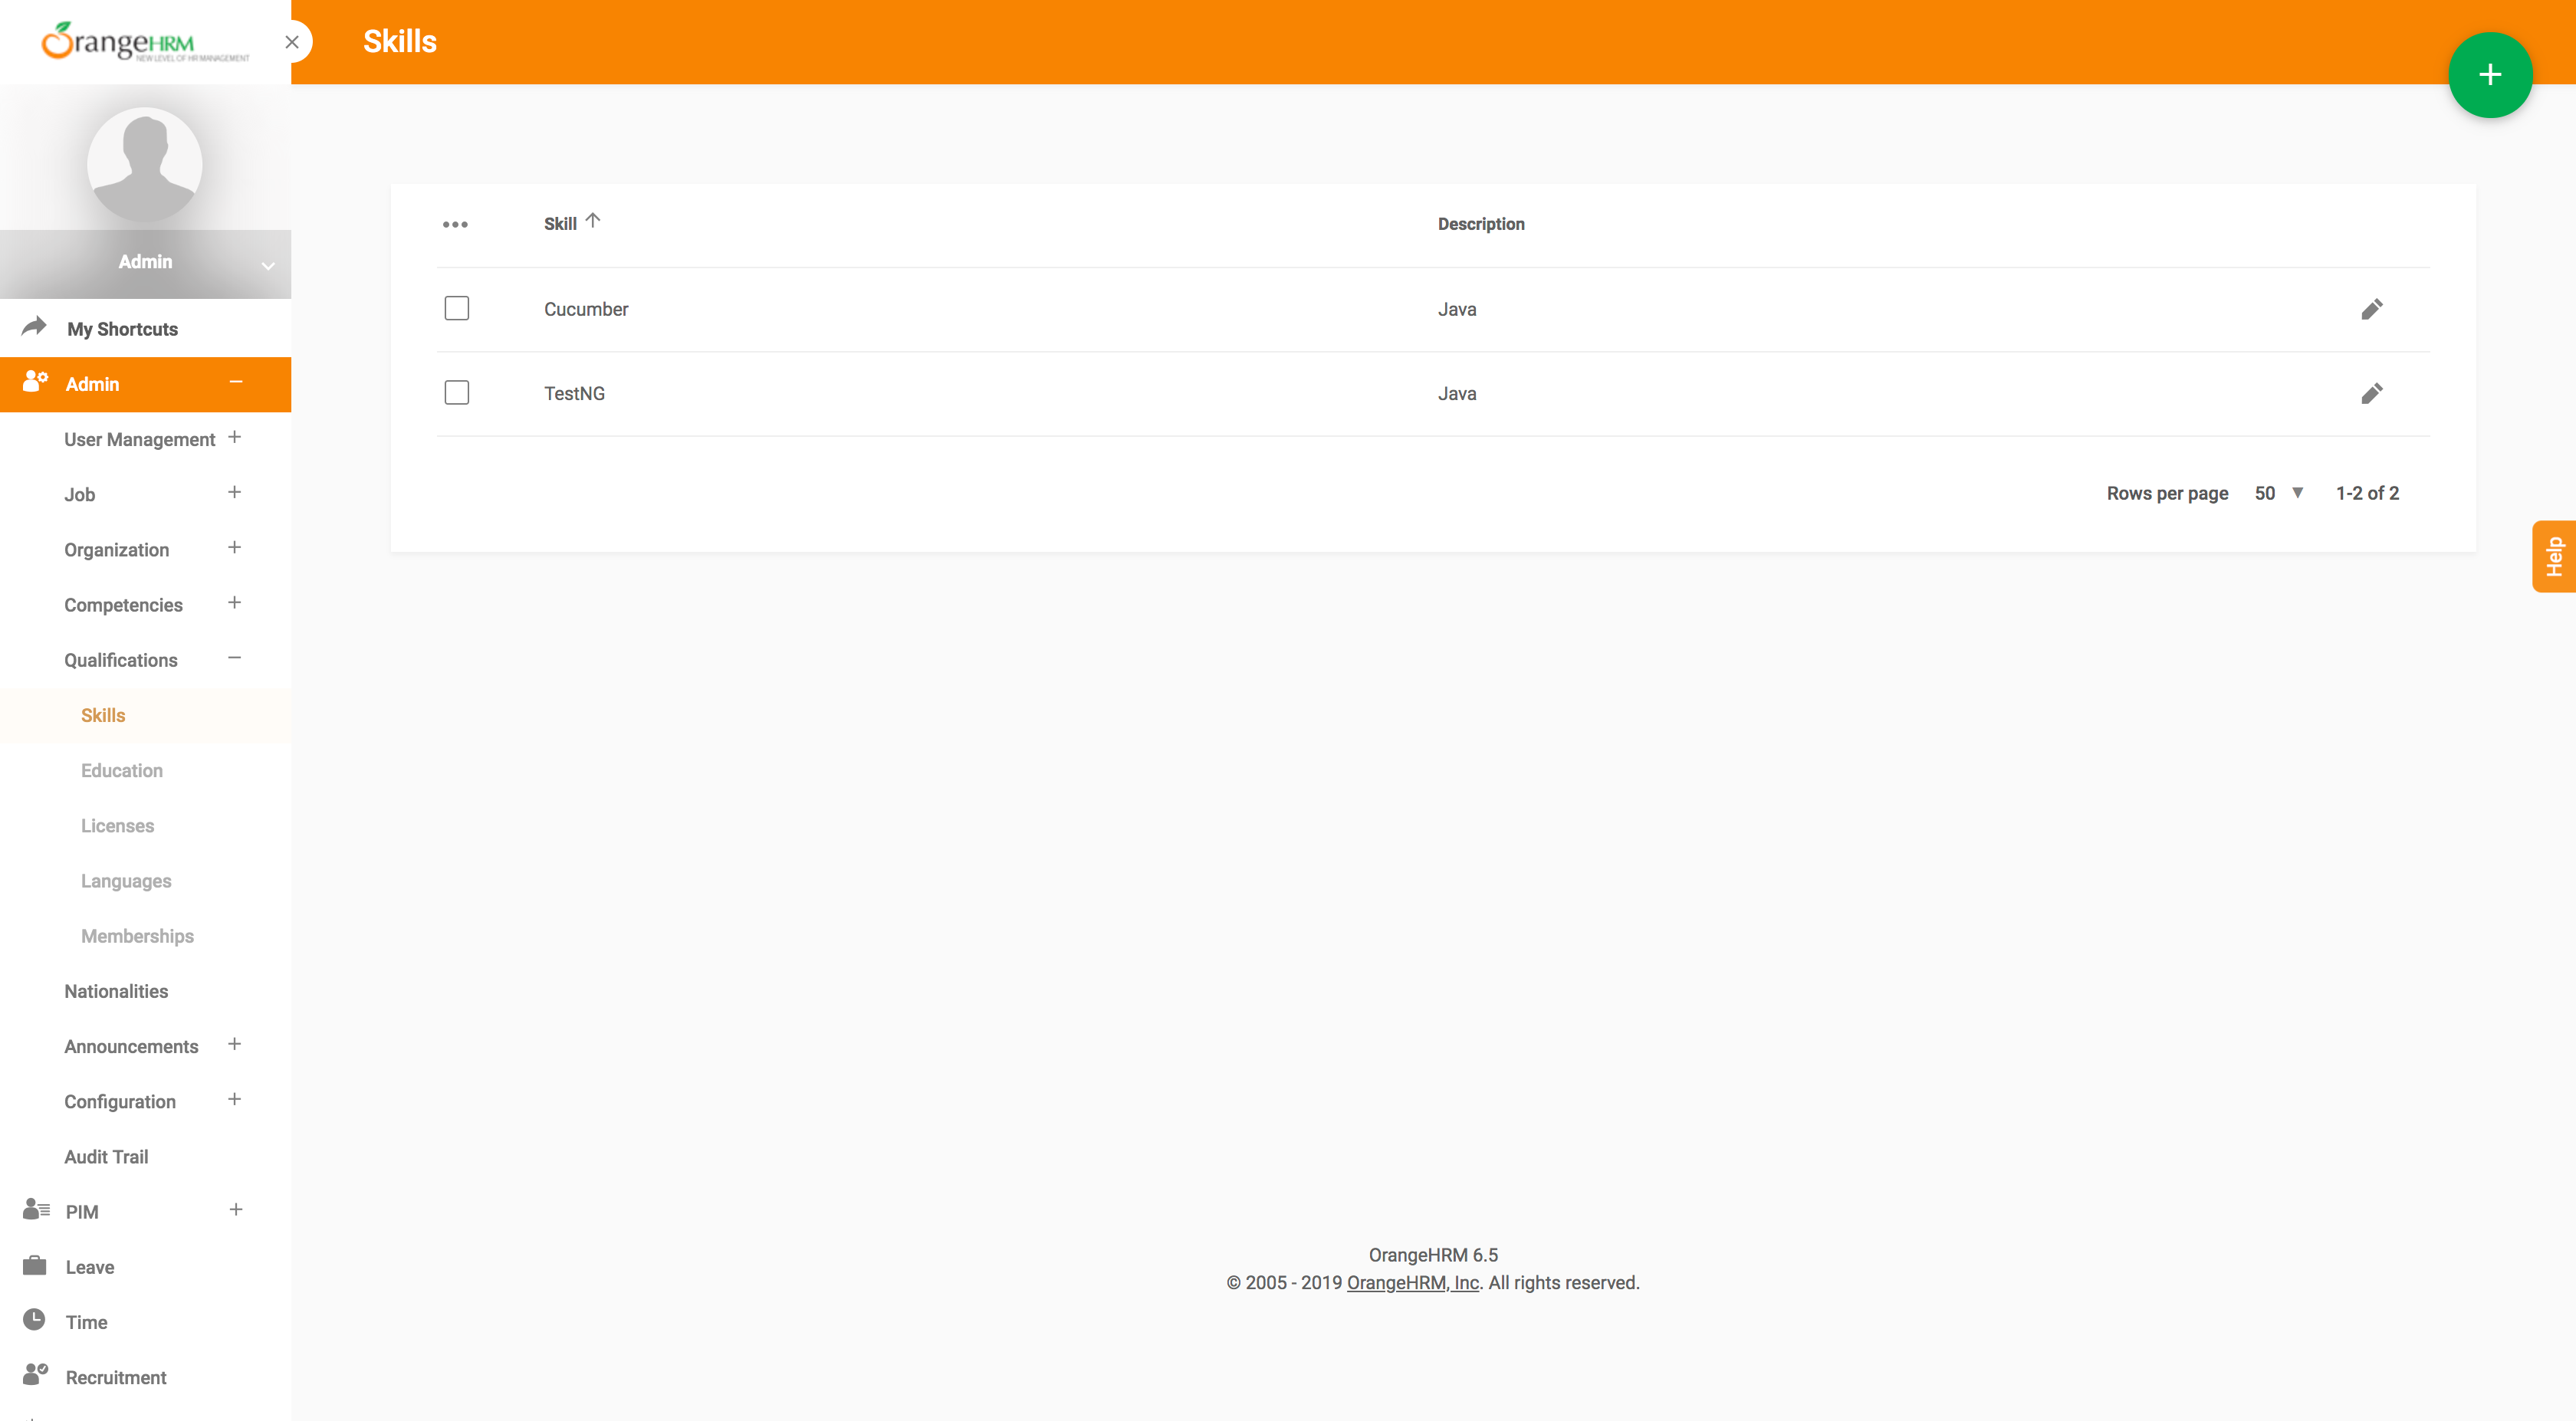 OrangeHRM
NEW LEVEL OF HR MANAGEMENT
Skills
Admin
My Shortcuts
Admin
User Management
Job
Organization
Competencies
Qualifications
Skills
Education
Licenses
Languages
Memberships
Nationalities
Announcements
Configuration
Audit Trail
PIM
Leave
Time
Recruitment
Skill Description
Cucumber Java
TestNG Java
Rows per page 50 1-2 of 2
Help
OrangeHRM 6.5
© 2005 - 2019 OrangeHRM, Inc. All rights reserved.